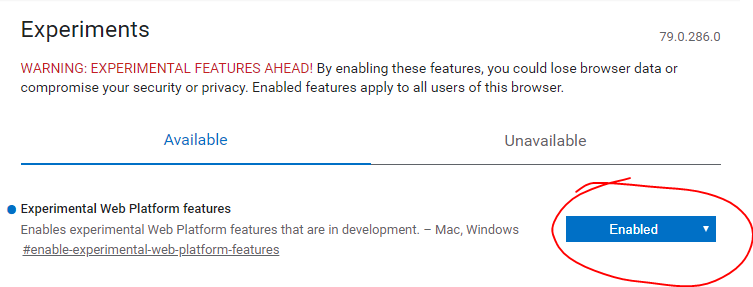 Experiments
79.0.286.0
WARNING: EXPERIMENTAL FEATURES AHEAD! By enabling these features, you could lose browser data or
compromise your security or privacy. Enabled features apply to all users of this browser.
Available
Unavailable
Experimental Web Platform features
Enables experimental Web Platform features that are in development. – Mac, Windows
#enable-experimental-web-platform-features
Enabled